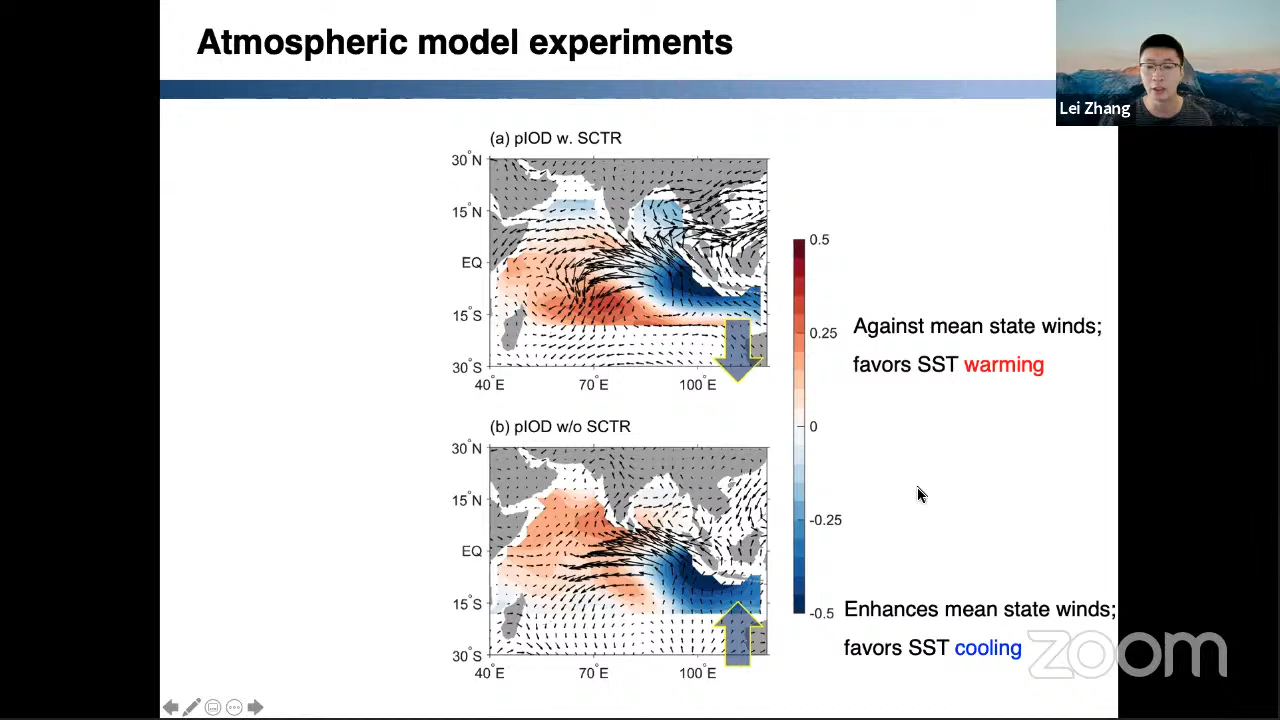 Atmospheric model experiments
Lei Zhang
(a) pIOD w. SCTR
30°N
15°N
EQ
15°S
30°S
40°E 70°E 100°E
(b) pIOD w/o SCTR
30°N
15°N
EQ
15°S
30°S
40°E 70°E 100°E
0.5
0.25
0
-0.25
-0.5
Against mean state winds;
favors SST warming
Enhances mean state winds;
favors SST cooling
zoom